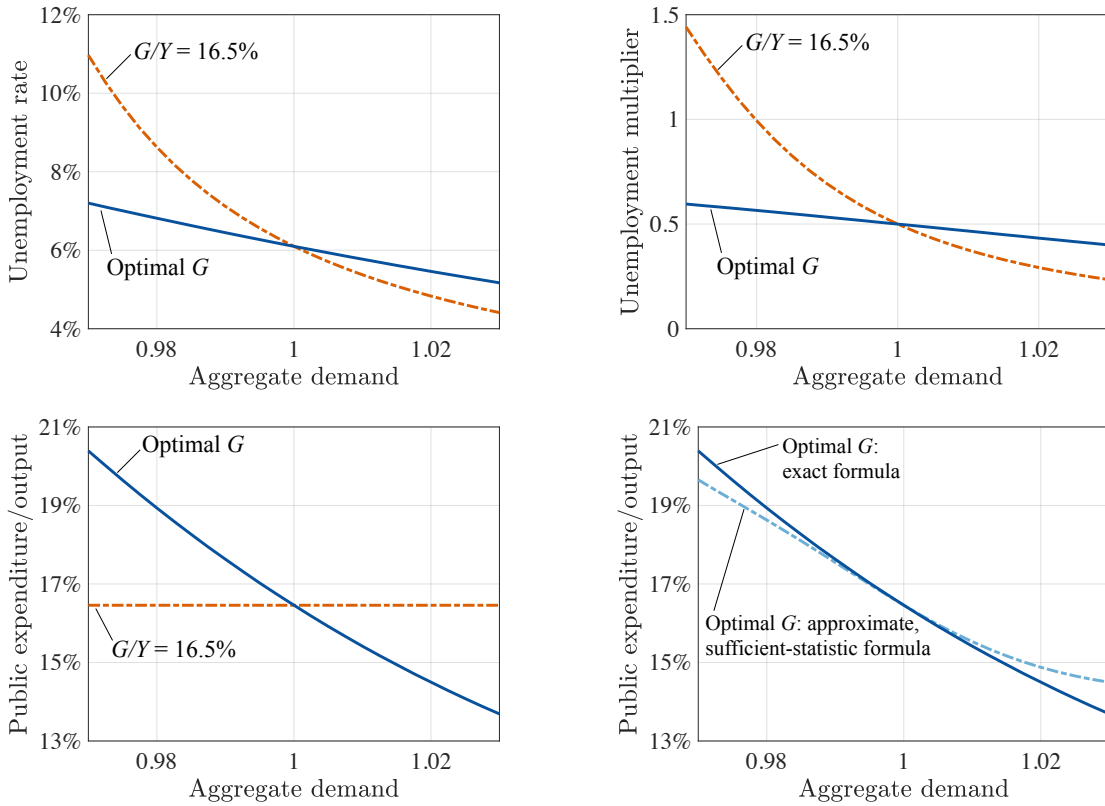 12%
10%
8%
6%
4%
Unemployment rate
G/Y = 16.5%
Optimal G
0.98 1 1.02
Aggregate demand
1.5
1
0.5
0
Unemployment multiplier
G/Y = 16.5%
Optimal G
0.98 1 1.02
Aggregate demand
21%
19%
17%
15%
13%
Public expenditure/output
Optimal G
G/Y = 16.5%
0.98 1 1.02
Aggregate demand
21%
19%
17%
15%
13%
Public expenditure/output
Optimal G:
exact formula
Optimal G: approximate,
sufficient-statistic formula
0.98 1 1.02
Aggregate demand